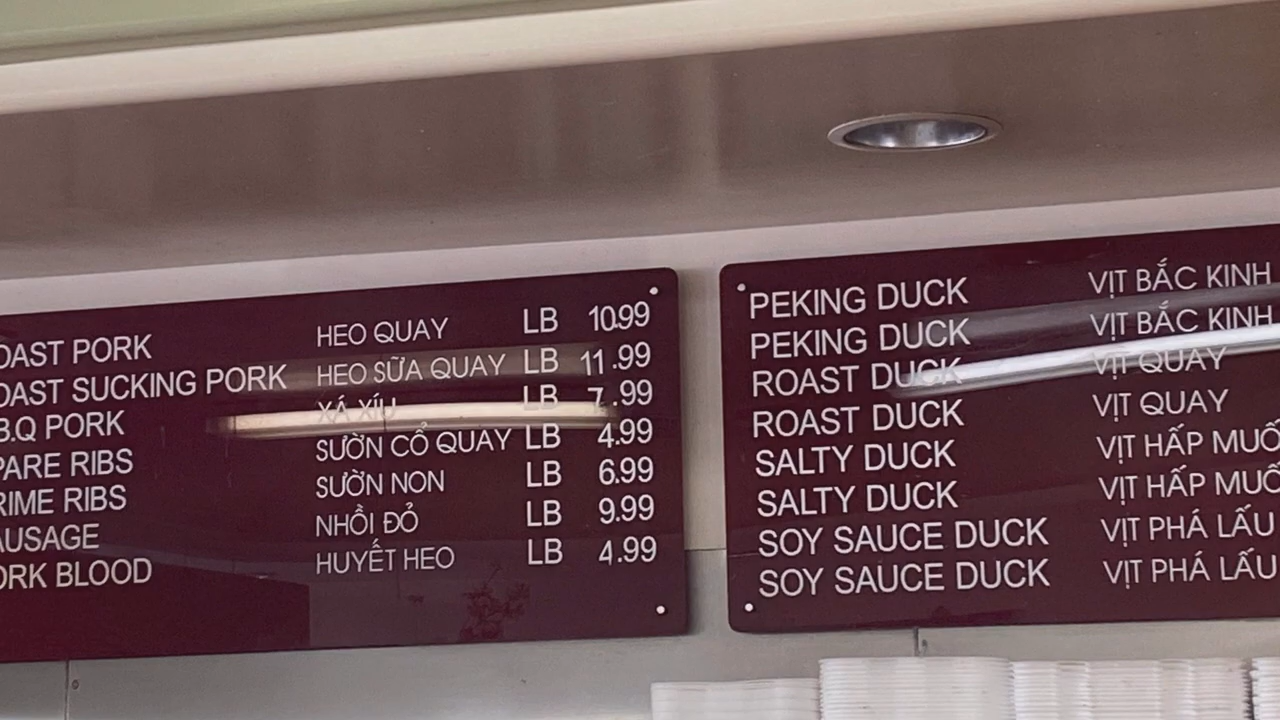 OAST PORK HEO QUAY LB 10.99
OAST SUCKING PORK HEO SỮA QUAY LB 11.99
B.Q PORK XÁ XÍU LB 7.99
PARE RIBS SƯỜN CỔ QUAY LB 4.99
RIME RIBS SƯỜN NON LB 6.99
AUSAGE NHỒI ĐỎ LB 9.99
ORK BLOOD HUYẾT HEO LB 4.99
PEKING DUCK VỊT BẮC KINH
PEKING DUCK VỊT BẮC KINH
ROAST DUCK VỊT QUAY
ROAST DUCK VỊT QUAY
SALTY DUCK VỊT HẤP MUỐ
SALTY DUCK VỊT HẤP MUỐ
SOY SAUCE DUCK VỊT PHÁ LẤU
SOY SAUCE DUCK VỊT PHÁ LẤU